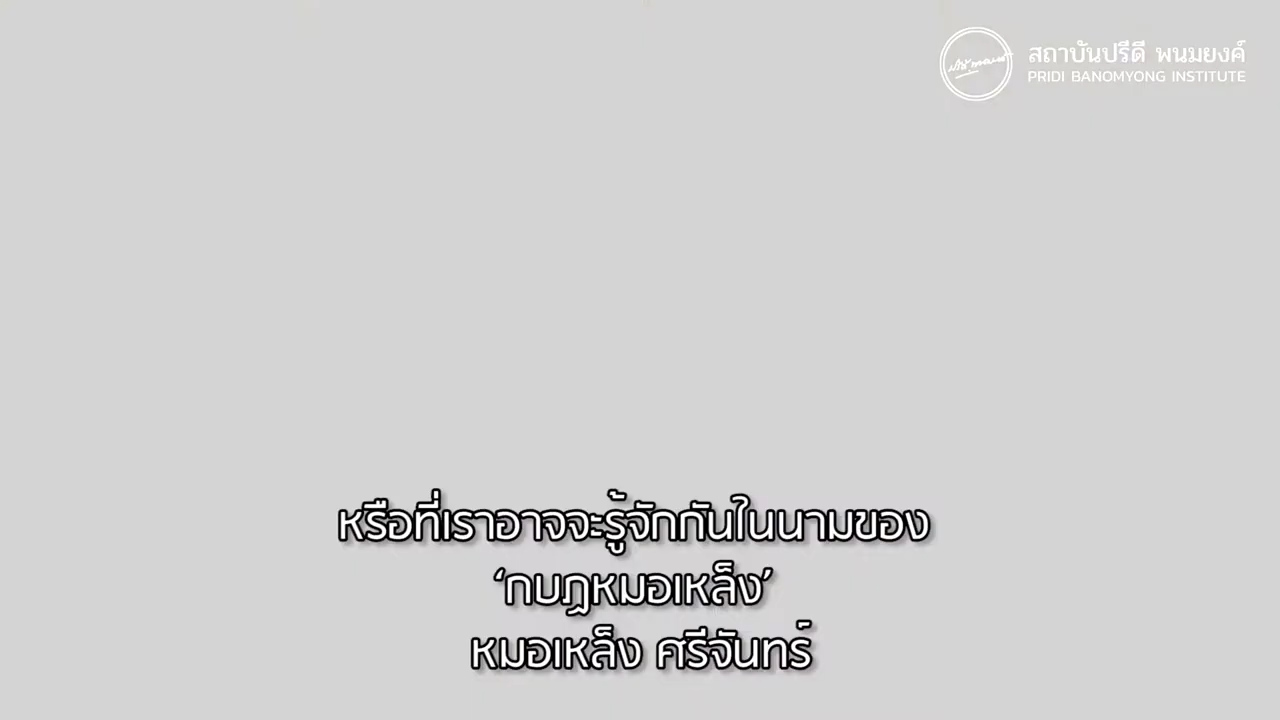 สถาบันปรีดี พนมยงค์
PRIDI BANOMYONG INSTITUTE
หรือที่เราอาจจะรู้จักกันในนามของ
‘กบฏหมอเหล็ง’
หมอเหล็ง ศรีจันทร์